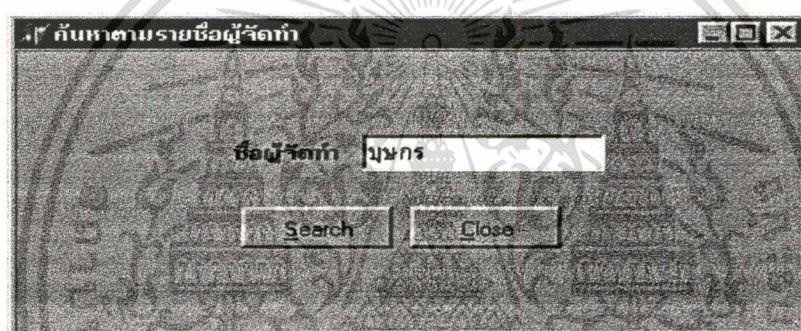 ค้นหาตามรายชื่อผู้จัดทำ
ชื่อผู้จัดทำ บุษกร
Search Close